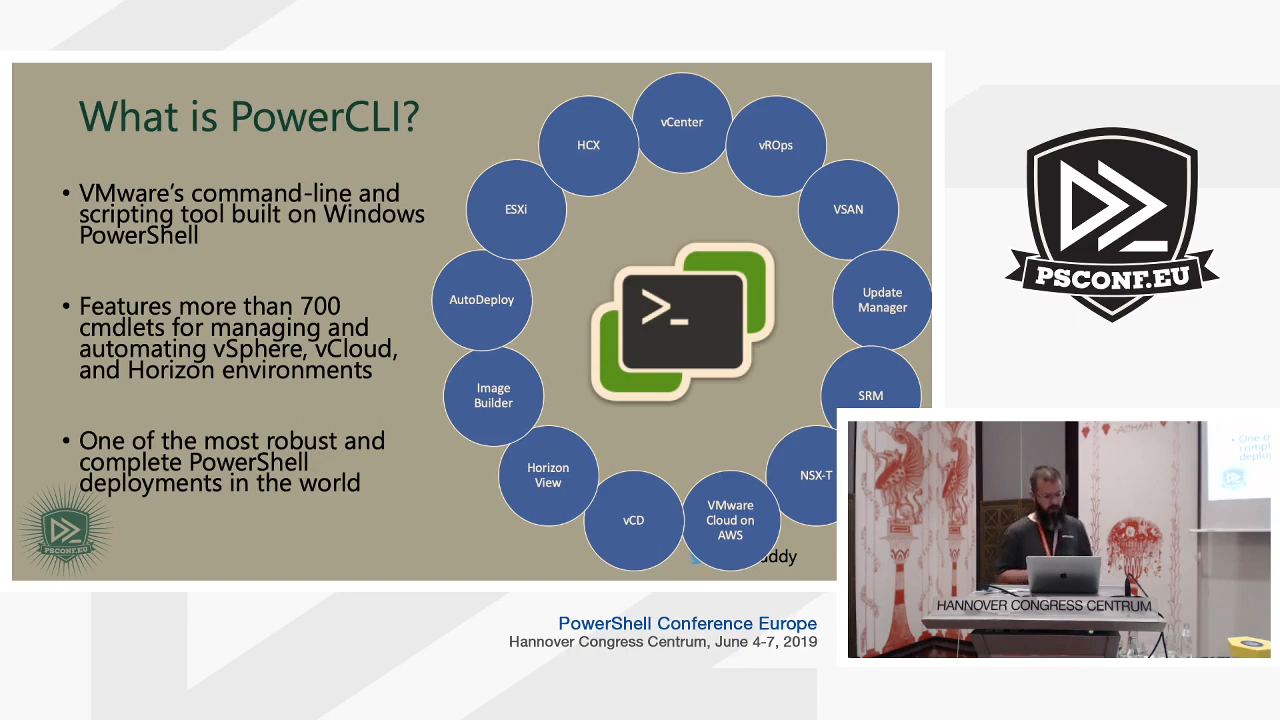 What is PowerCLI?
• VMware's command-line and
scripting tool built on Windows
PowerShell
• Features more than 700
cmdlets for managing and
automating vSphere, vCloud,
and Horizon environments
• One of the most robust and
complete PowerShell
deployments in the world
vCenter
vROps
VSAN
Update
Manager
SRM
NSX-T
VMware
Cloud on
AWS
vCD
Horizon
View
Image
Builder
AutoDeploy
ESXi
HCX
>_
PSCONF.EU
PSCONF.EU
PowerShell Conference Europe
Hannover Congress Centrum, June 4-7, 2019
HANNOVER CONGRESS CENTRUM